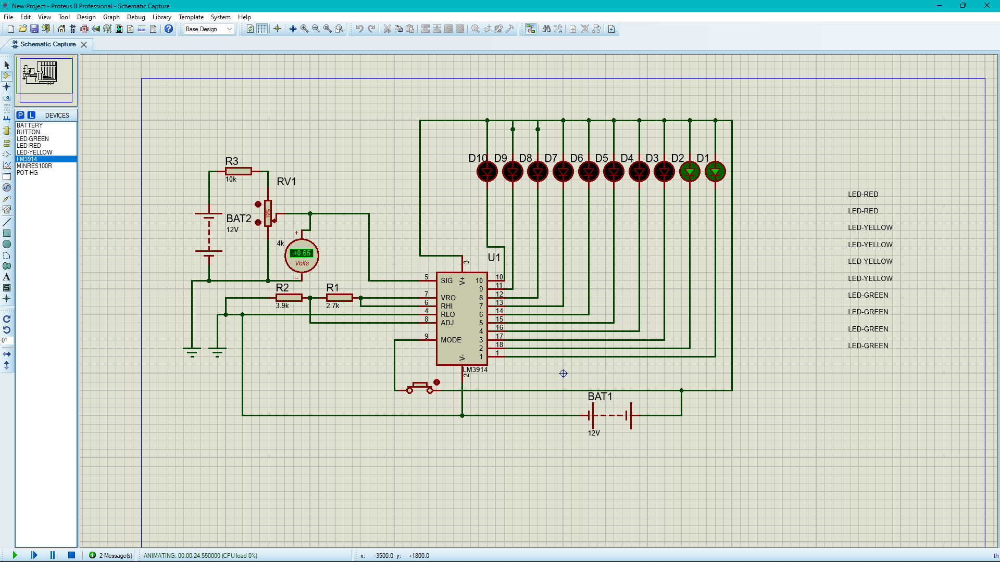 New Project - Proteus 8 Professional - Schematic Capture
File Edit View Tool Design Graph Debug Library Template System Help
Base Design
Schematic Capture
P L DEVICES
BATTERY
BUTTON
LED-GREEN
LED-RED
LED-YELLOW
LM3914
MINRES100R
POT-HG
LBL
A
S
0°
R3
10k
RV1
19%
BAT2
12V
4k
+
+0.65
Volts
−
R2
3.9k
R1
2.7k
D10 D9 D8 D7 D6 D5 D4 D3 D2 D1
U1
3
V+
5 SIG 10 10
9 11
7 VRO 8 12
6 RHI 7 13
4 RLO 6 14
8 ADJ 5 15
4 16
9 MODE 3 17
2 18
V- 1 1
2
LM3914
BAT1
12V
LED-RED
LED-RED
LED-YELLOW
LED-YELLOW
LED-YELLOW
LED-YELLOW
LED-GREEN
LED-GREEN
LED-GREEN
LED-GREEN
2 Message(s) ANIMATING: 00:00:24.550000 (CPU load 0%) x: -3500.0 y: +1800.0 th